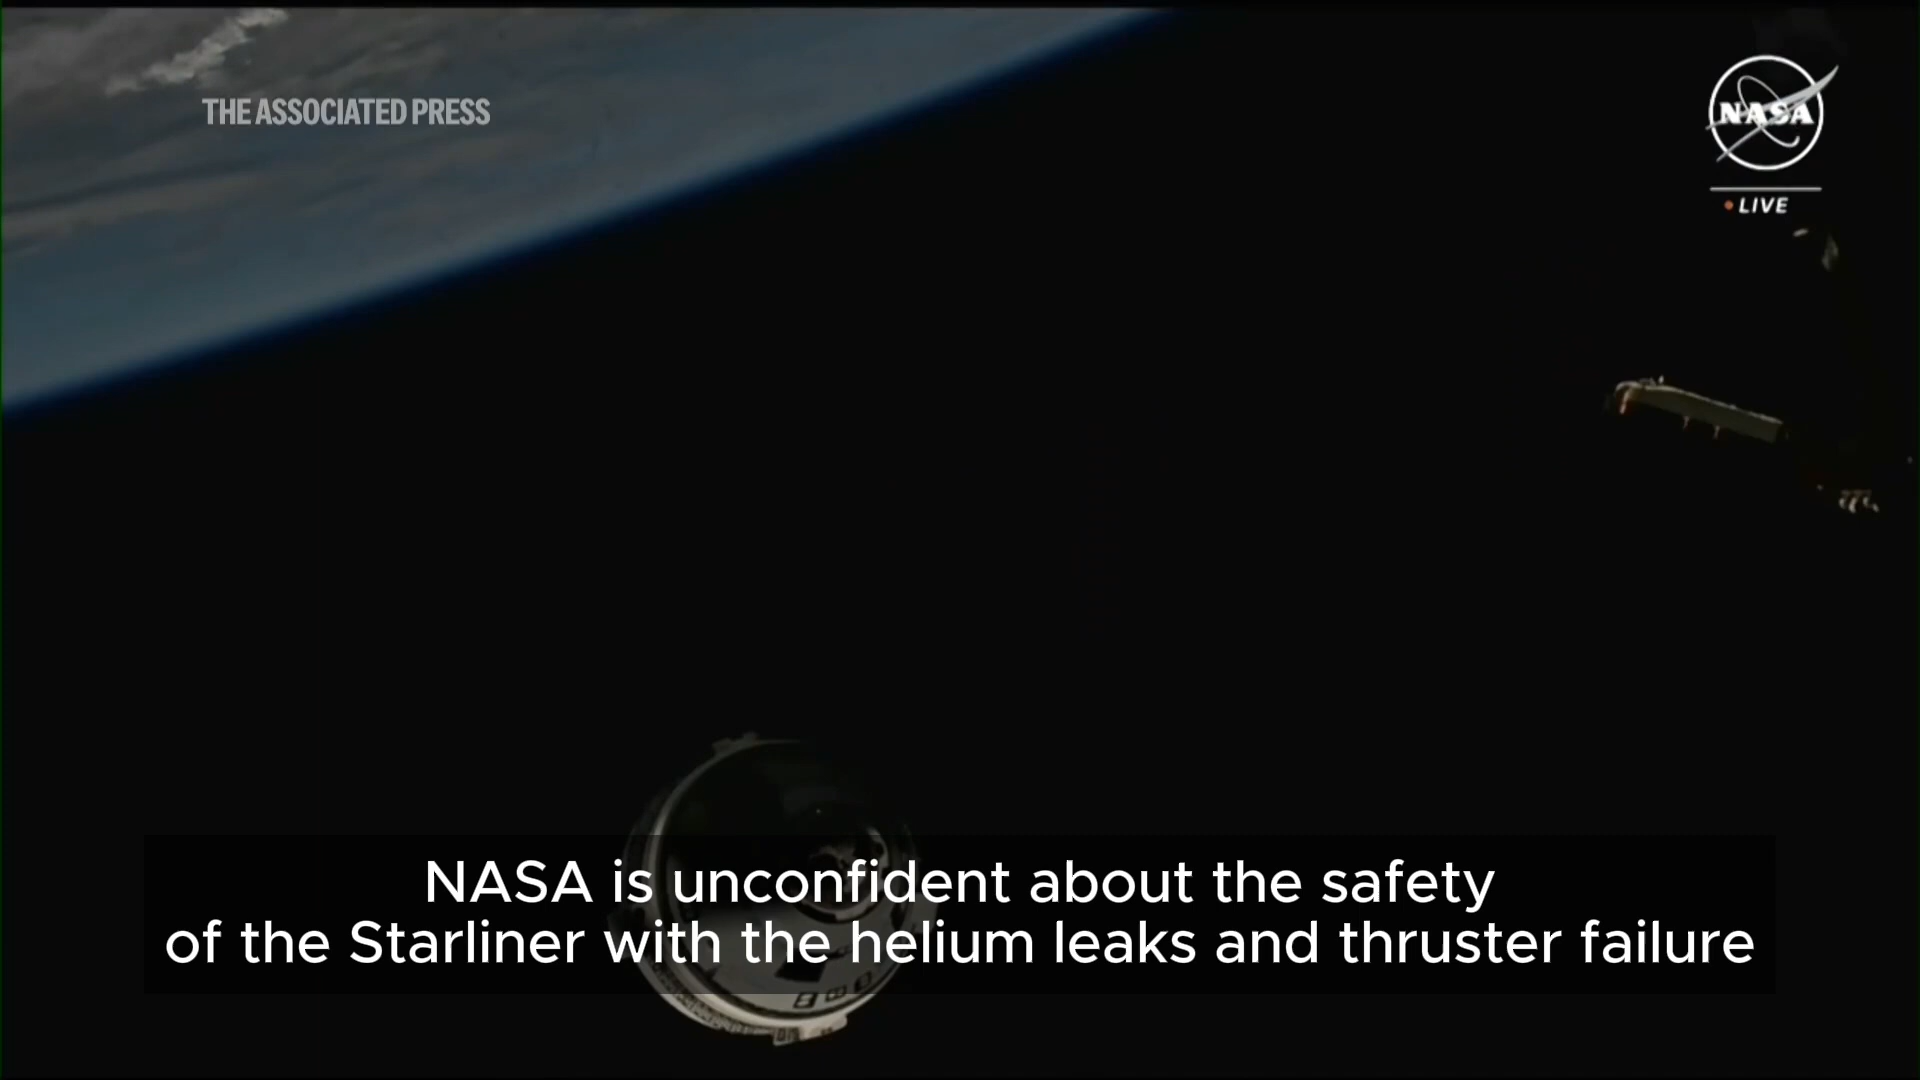 THE ASSOCIATED PRESS
NASA
LIVE
NASA is unconfident about the safety
of the Starliner with the helium leaks and thruster failure